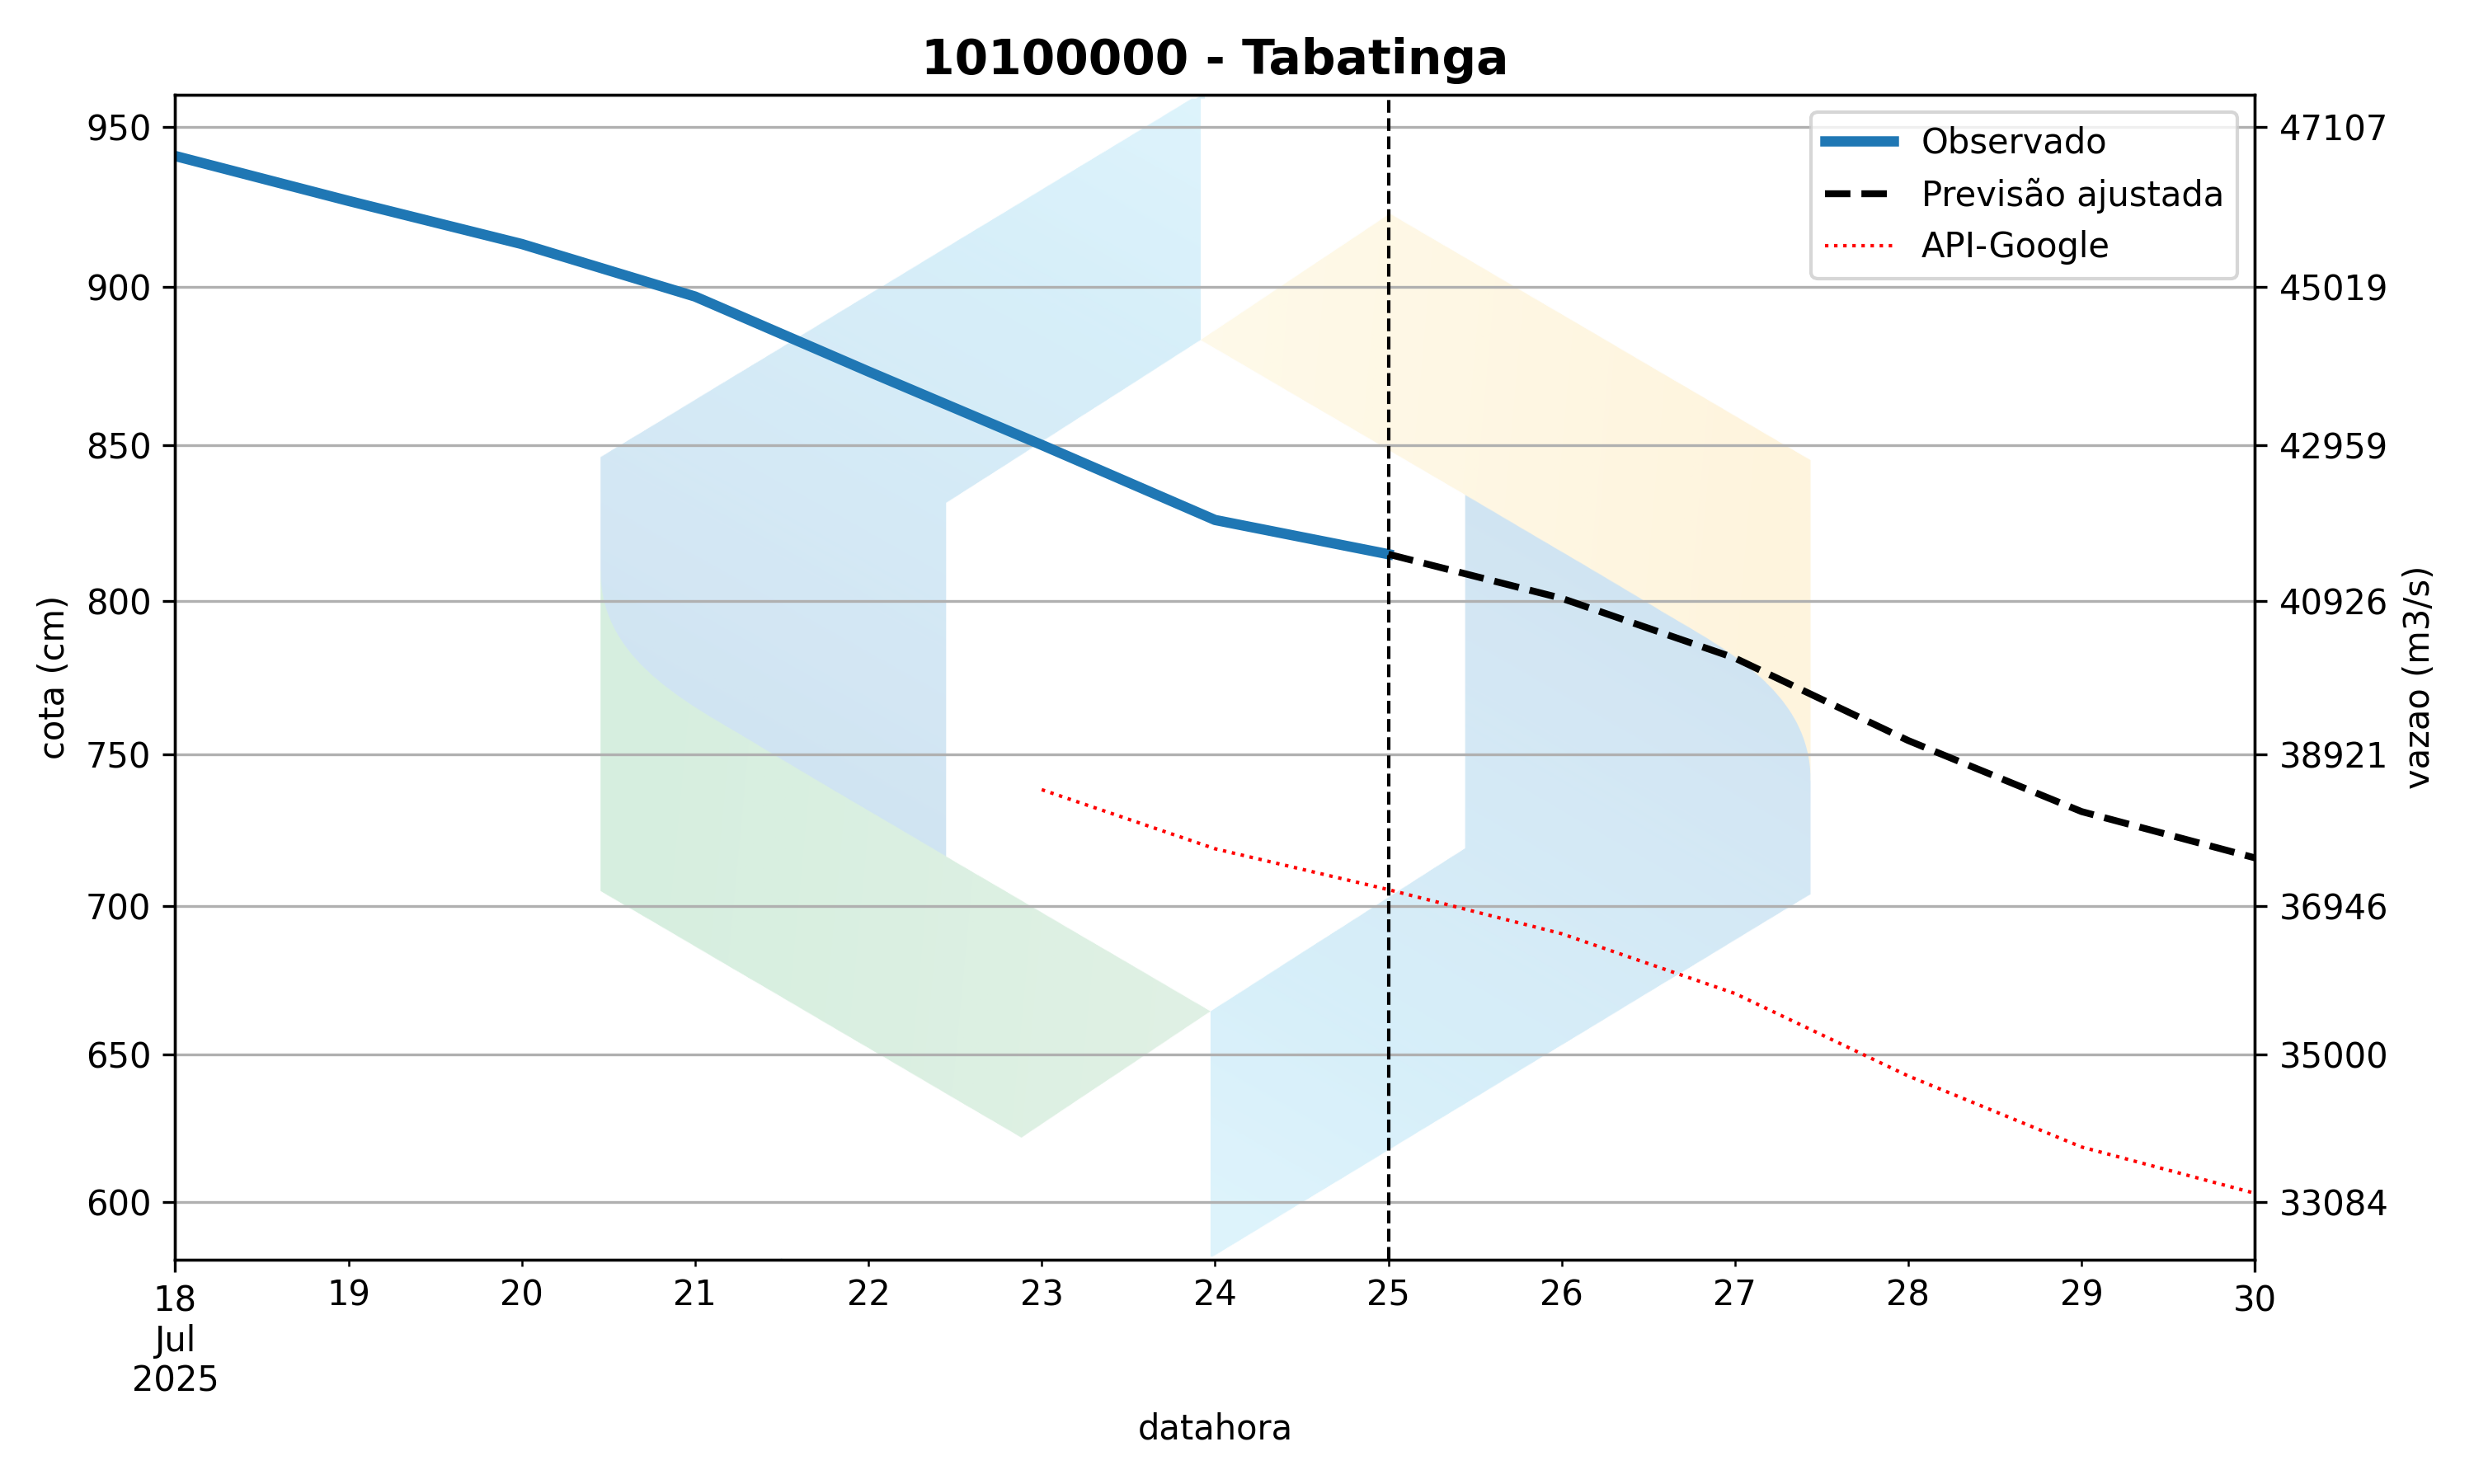 10100000 - Tabatinga
Observado
Previsão ajustada
API-Google
cota (cm)
950
900
850
800
750
700
650
600
47107
45019
42959
40926
38921
36946
35000
33084
vazao (m3/s)
18 19 20 21 22 23 24 25 26 27 28 29 30
Jul
2025
datahora